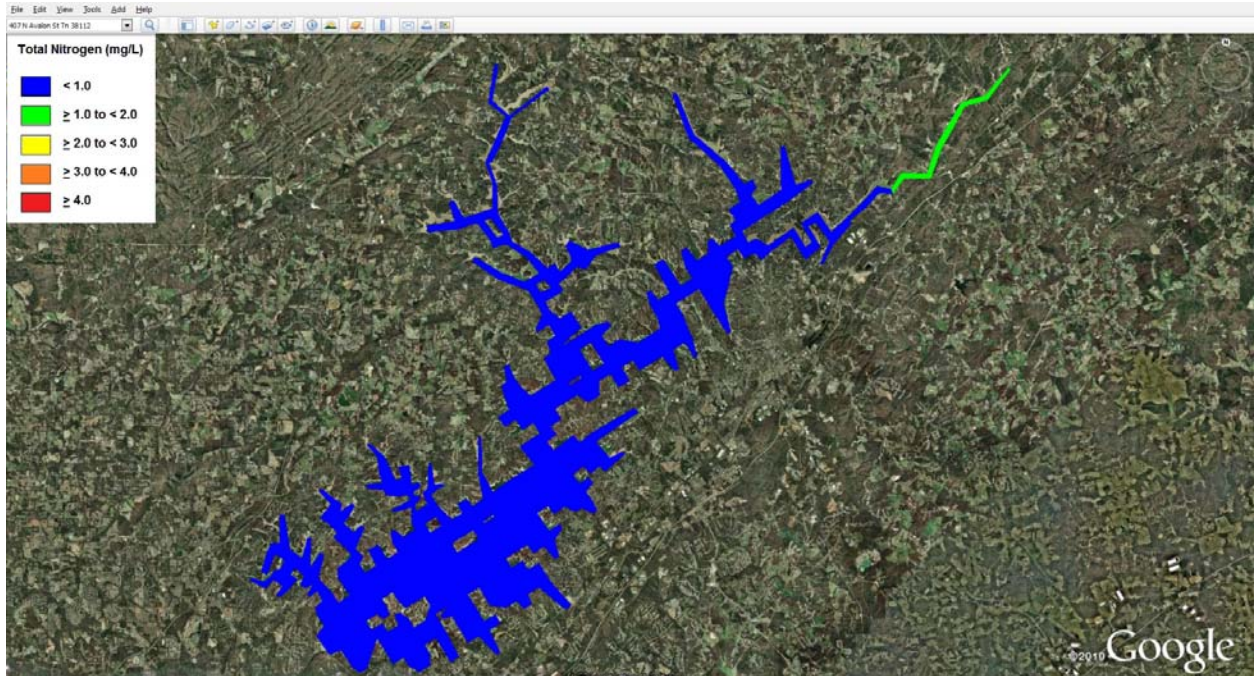 File Edit View Tools Add Help
407 N Avalon St Tn 38112
Total Nitrogen (mg/L)
< 1.0
≥ 1.0 to < 2.0
≥ 2.0 to < 3.0
≥ 3.0 to < 4.0
≥ 4.0
N
©2010 Google